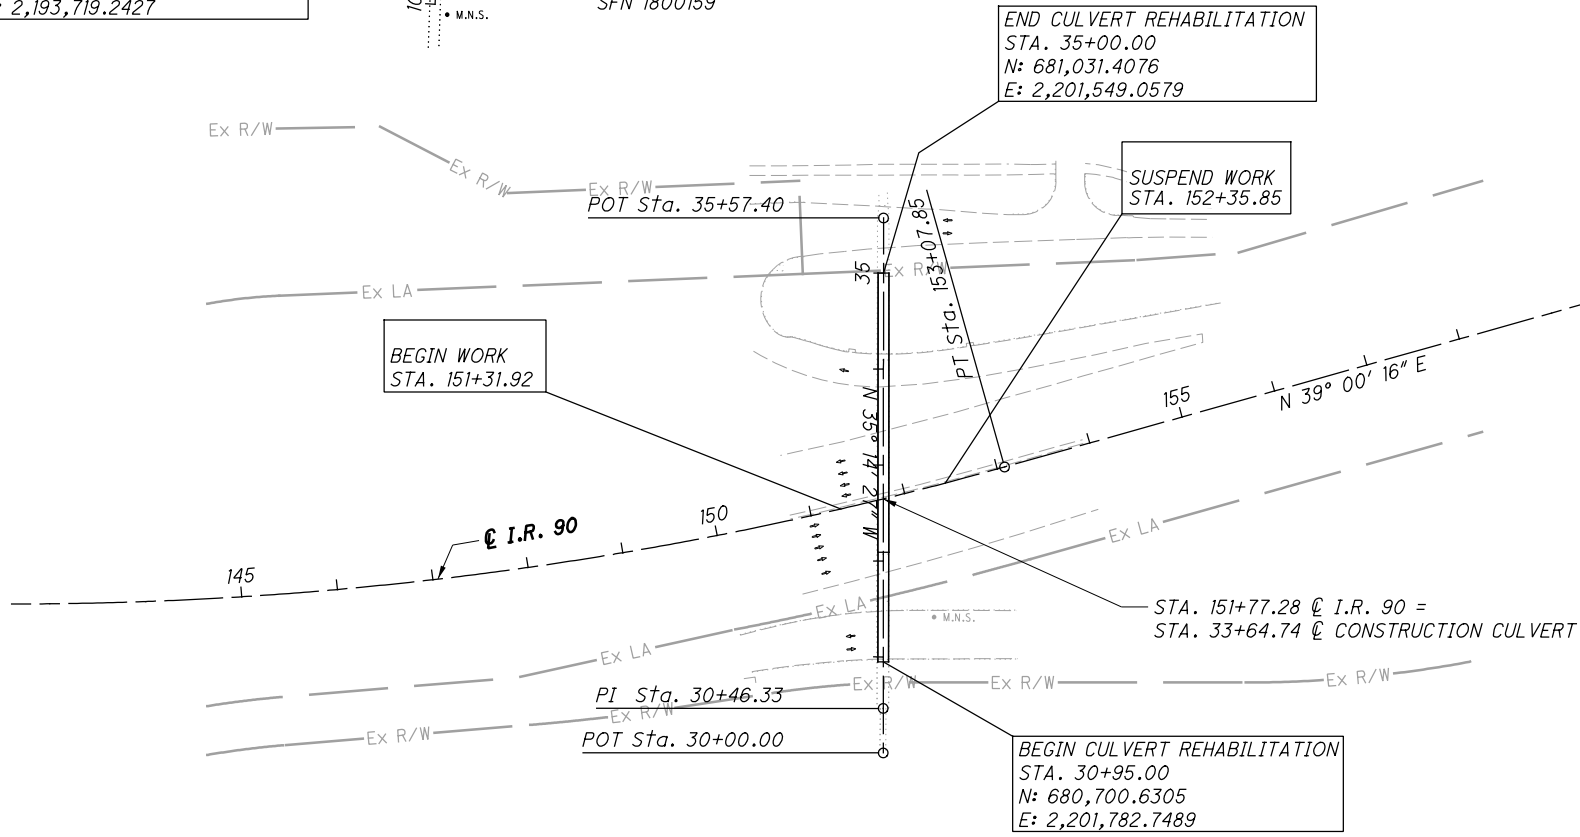 : 2,193,719.2427
10
M.N.S.
SFN 1800159
END CULVERT REHABILITATION
STA. 35+00.00
N: 681,031.4076
E: 2,201,549.0579
Ex R/W
Ex R/W
Ex R/W
POT Sta. 35+57.40
SUSPEND WORK
STA. 152+35.85
35
Ex R/W
PT Sta. 153+07.85
Ex LA
BEGIN WORK
STA. 151+31.92
155
N 39° 00' 16" E
150
℄ I.R. 90
145
Ex LA
Ex LA
M.N.S.
STA. 151+77.28 ℄ I.R. 90 =
STA. 33+64.74 ℄ CONSTRUCTION CULVERT
Ex LA
PI Sta. 30+46.33
Ex R/W
Ex R/W
Ex R/W
Ex R/W
Ex R/W
POT Sta. 30+00.00
BEGIN CULVERT REHABILITATION
STA. 30+95.00
N: 680,700.6305
E: 2,201,782.7489